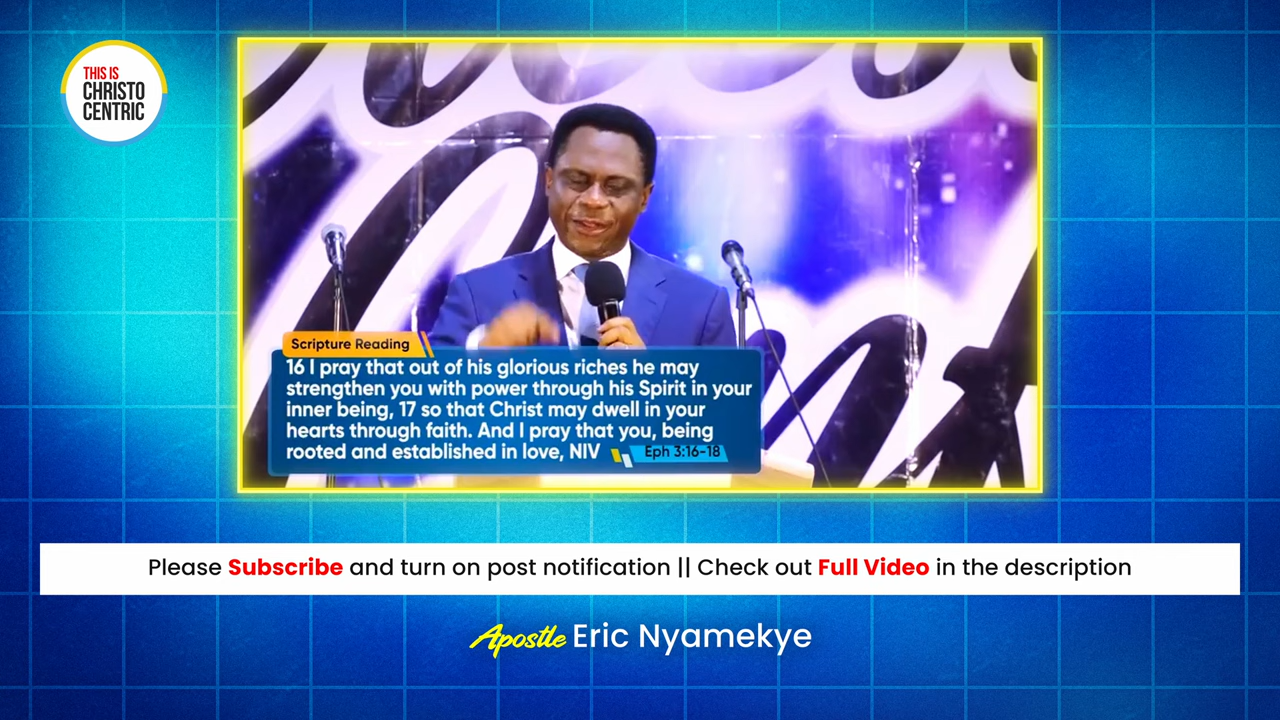 THIS IS
CHRISTO
CENTRIC
Scripture Reading
16 I pray that out of his glorious riches he may
strengthen you with power through his Spirit in your
inner being, 17 so that Christ may dwell in your
hearts through faith. And I pray that you, being
rooted and established in love, NIV
Eph 3:16-18
Please Subscribe and turn on post notification || Check out Full Video in the description
Apostle Eric Nyamekye